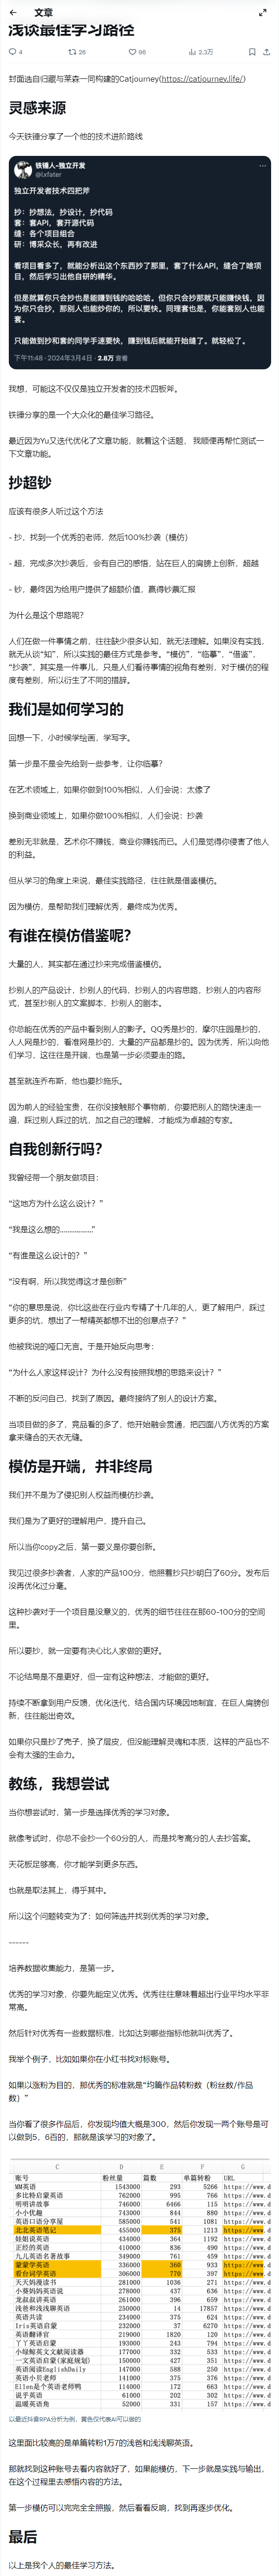 文章
浅谈最佳学习路径
4 26 96 2.3万
封面选自归藏与莱森一同构建的Catjourney(https://catjourney.life/)
灵感来源
今天铁锤分享了一个他的技术进阶路线
铁锤人-独立开发
@lxfater
独立开发者技术四把斧
抄：抄想法，抄设计，抄代码
套：套API，套开源代码
缝：各个项目组合
研：博采众长，再有改进
看项目看多了，就能分析出这个东西抄了那里，套了什么API，缝合了啥项
目，然后学习出他自研的精华。
但是就算你只会抄也是能赚到钱的哈哈哈。但你只会抄那就只能赚快钱，因
为你只会抄，那别人也能炒你的，所以要快。同理套也是，你能套别人也能
套。
只能做到抄和套的同学手速要快，赚到钱后就能开始缝了。就轻松了。
下午11:48 · 2024年3月4日 · 2.8万 查看
我想，可能这不仅仅是独立开发者的技术四板斧。
铁锤分享的是一个大众化的最佳学习路径。
最近因为Yu又迭代优化了文章功能，就着这个话题，我顺便再帮忙测试一
下文章功能。
抄超钞
应该有很多人听过这个方法
- 抄，找到一个优秀的老师，然后100%抄袭（模仿）
- 超，完成多次抄袭后，会有自己的感悟，站在巨人的肩膀上创新，超越
- 钞，最终因为给用户提供了超额价值，赢得钞票汇报
为什么是这个思路呢？
人们在做一件事情之前，往往缺少很多认知，就无法理解。如果没有实践，
就无从谈“知”，所以实践的最佳方式是参考。“模仿”，“临摹”，“借鉴”，
“抄袭”，其实是一件事儿，只是人们看待事情的视角有差别，对于模仿的程
度有差别，所以衍生了不同的措辞。
我们是如何学习的
回想一下，小时候学绘画，学写字。
第一步是不是会先给到一些参考，让你临摹？
在艺术领域上，如果你做到100%相似，人们会说：太像了
换到商业领域上，如果你做100%相似，人们会说：抄袭
差别无非就是，艺术你不赚钱，商业你赚钱而已。人们是觉得你侵害了他人
的利益。
但从学习的角度上来说，最佳实践路径，往往就是借鉴模仿。
因为模仿，是帮助我们理解优秀，最终成为优秀。
有谁在模仿借鉴呢？
大量的人，其实都在通过抄来完成借鉴模仿。
抄别人的产品设计，抄别人的代码，抄别人的内容思路，抄别人的内容形
式，甚至抄别人的文案脚本，抄别人的剧本。
你总能在优秀的产品中看到别人的影子。QQ秀是抄的，摩尔庄园是抄的，
人人网是抄的，看准网是抄的，大量的产品都是抄的。因为优秀，所以向他
们学习，这往往是开端，也是第一步必须要走的路。
甚至就连乔布斯，他也要抄施乐。
因为前人的经验宝贵，在你没接触那个事物前，你要把别人的路快速走一
遍，踩过别人踩过的坑，加之自己的理解，才能成为卓越的专家。
自我创新行吗？
我曾经带一个朋友做项目：
“这地方为什么这么设计？”
“我是这么想的……………..”
“有谁是这么设计的？”
“没有啊，所以我觉得这才是创新”
“你的意思是说，你比这些在行业内专精了十几年的人，更了解用户，踩过
更多的坑，想出了一帮精英都想不出的创意点子？”
他被我说的哑口无言。于是开始反向思考：
“为什么人家这样设计？为什么没有按照我想的思路来设计？”
不断的反问自己，找到了原因。最终接纳了别人的设计方案。
当项目做的多了，竞品看的多了，他开始融会贯通，把四面八方优秀的方案
拿来缝合的天衣无缝。
模仿是开端，并非终局
我们并不是为了侵犯别人权益而模仿抄袭。
我们是为了更好的理解用户，提升自己。
所以当你copy之后，第一要义是你要创新。
我见过很多抄袭者，人家的产品100分，他照着抄只抄明白了60分。发布后
没再优化过分毫。
这种抄袭对于一个项目是没意义的，优秀的细节往往在那60-100分的空间
里。
所以要抄，就一定要有决心比人家做的更好。
不论结局是不是更好，但一定有这种想法，才能做的更好。
持续不断拿到用户反馈，优化迭代，结合国内环境因地制宜，在巨人肩膀创
新，往往能出奇效。
如果你只是抄了壳子，换了层皮，但没能理解灵魂和本质，这样的产品也不
会有太强的生命力。
教练，我想尝试
当你想尝试时，第一步是选择优秀的学习对象。
就像考试时，你总不会抄一个60分的人，而是找考高分的人去抄答案。
天花板足够高，你才能学到更多东西。
也就是取法其上，得乎其中。
所以这个问题转变为了：如何筛选并找到优秀的学习对象。
------
培养数据收集能力，是第一步。
优秀的学习对象，你要先能定义优秀。优秀往往意味着超出行业平均水平非
常高。
然后针对优秀有一些数据标准，比如达到哪些指标他就叫优秀了。
我举个例子，比如如果你在小红书找对标账号。
如果以涨粉为目的，那优秀的标准就是“均篇作品转粉数（粉丝数/作品
数）”
当你看了很多作品后，你发现均值大概是300，然后你发现一两个账号是可
以做到5，6百的，那就是该学习的对象了。
C D E F G
账号 粉丝量 篇数 单篇转粉 URL
MM英语 1543000 293 5266 https://www.d
多比特启蒙英语 762000 995 766 https://www.d
明明讲故事 746000 6466 115 https://www.d
小小优趣 743000 844 880 https://www.d
英语口语分享屋 585000 541 1081 https://www.d
北北英语笔记 455000 375 1213 https://www.d
娃姐说英语 434000 364 1192 https://www.d
正经的英语 410000 836 490 https://www.d
九儿英语名著故事 349000 761 459 https://www.d
蒙蒙学英语 336000 360 933 https://www.d
看台词学英语 306000 770 397 https://www.d
天天妈漫读书 281000 1036 271 https://www.d
小滕妈妈英语说 278000 437 636 https://www.d
龙叔叔讲英语 261000 396 659 https://www.d
浅爸和浅浅聊英语 250000 14 17857 https://www.d
英语共读 234000 375 624 https://www.d
Iris英语启蒙 232000 37 6270 https://www.d
英语翻译官 219000 1820 120 https://www.d
丫丫英语启蒙 193000 243 794 https://www.d
小绿鲸英文文献阅读器 177000 332 533 https://www.d
一文英语启蒙(家庭规划) 150000 427 351 https://www.d
英语阅读EnglishDaily 147000 588 250 https://www.d
英语小片老师 141000 375 376 https://www.d
Ellen是个英语老师鸭 114000 172 663 https://www.d
说乎英语 61000 202 302 https://www.d
温暖英语角 52000 331 157 https://www.d
以最近抖音RPA分析为例，黄色仅代表AI可以做的
这里面比较高的是单篇转粉1万7的浅爸和浅浅聊英语。
那就找到这种账号去看内容就好了，如果能模仿，下一步就是实践与输出，
在这个过程里去感悟内容的方法。
第一步模仿可以完完全全照搬，然后看看反响，找到再逐步优化。
最后
以上是我个人的最佳学习方法。